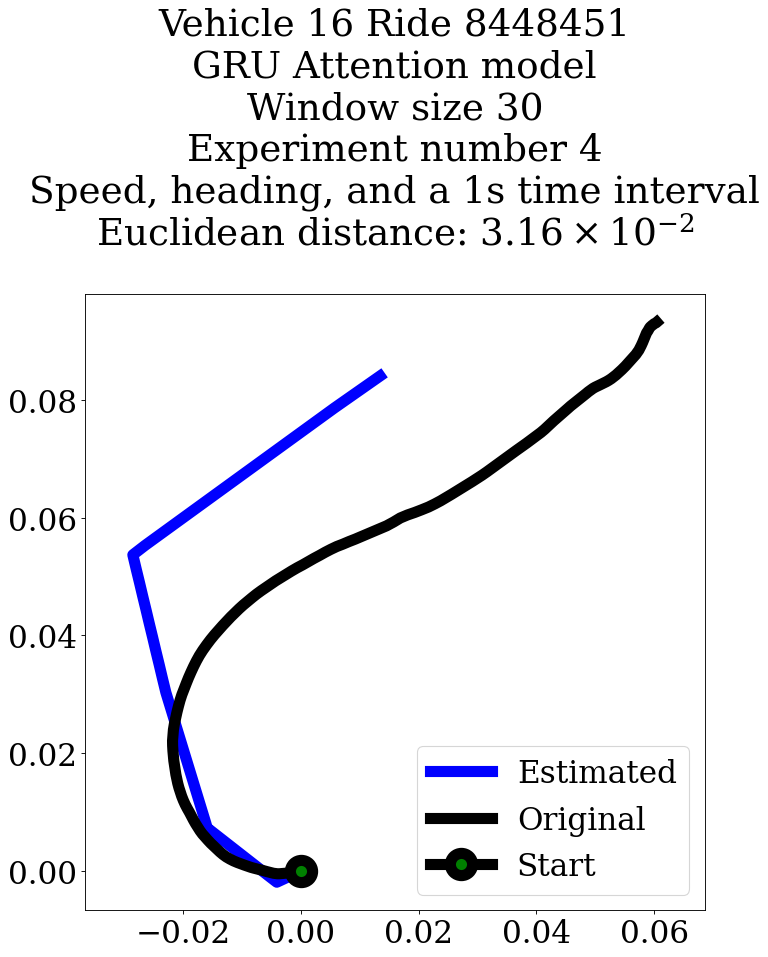 Vehicle 16 Ride 8448451
GRU Attention model
Window size 30
Experiment number 4
Speed, heading, and a 1s time interval
Euclidean distance: 3.16 × 10⁻²
0.08
0.06
0.04
0.02
0.00
Estimated
Original
Start
−0.02 0.00 0.02 0.04 0.06